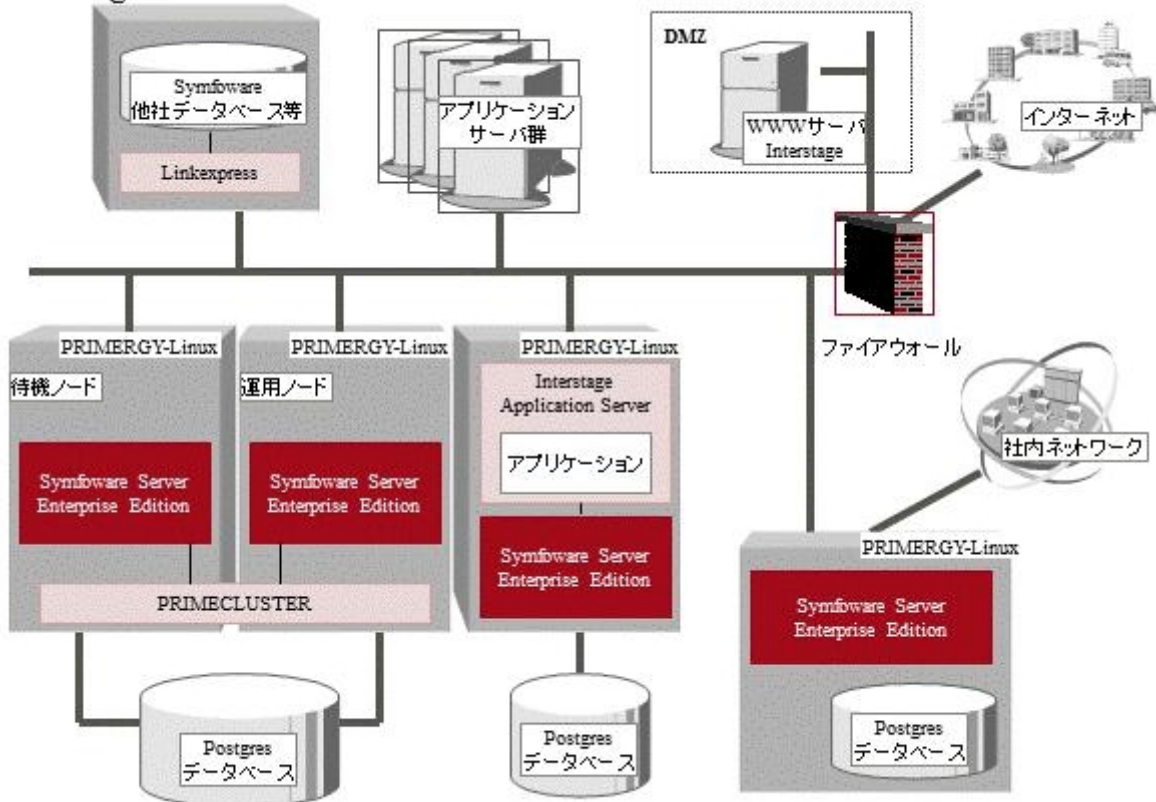 Symfoware
他社データベース等
Linkexpress
アプリケーション
サーバ群
DMZ
WWWサーバ
Interstage
インターネット
ファイアウォール
PRIMERGY-Linux
待機ノード
Symfoware Server
Enterprise Edition
PRIMERGY-Linux
運用ノード
Symfoware Server
Enterprise Edition
PRIMECLUSTER
PRIMERGY-Linux
Interstage
Application Server
アプリケーション
Symfoware Server
Enterprise Edition
社内ネットワーク
PRIMERGY-Linux
Symfoware Server
Enterprise Edition
Postgres
データベース
Postgres
データベース
Postgres
データベース